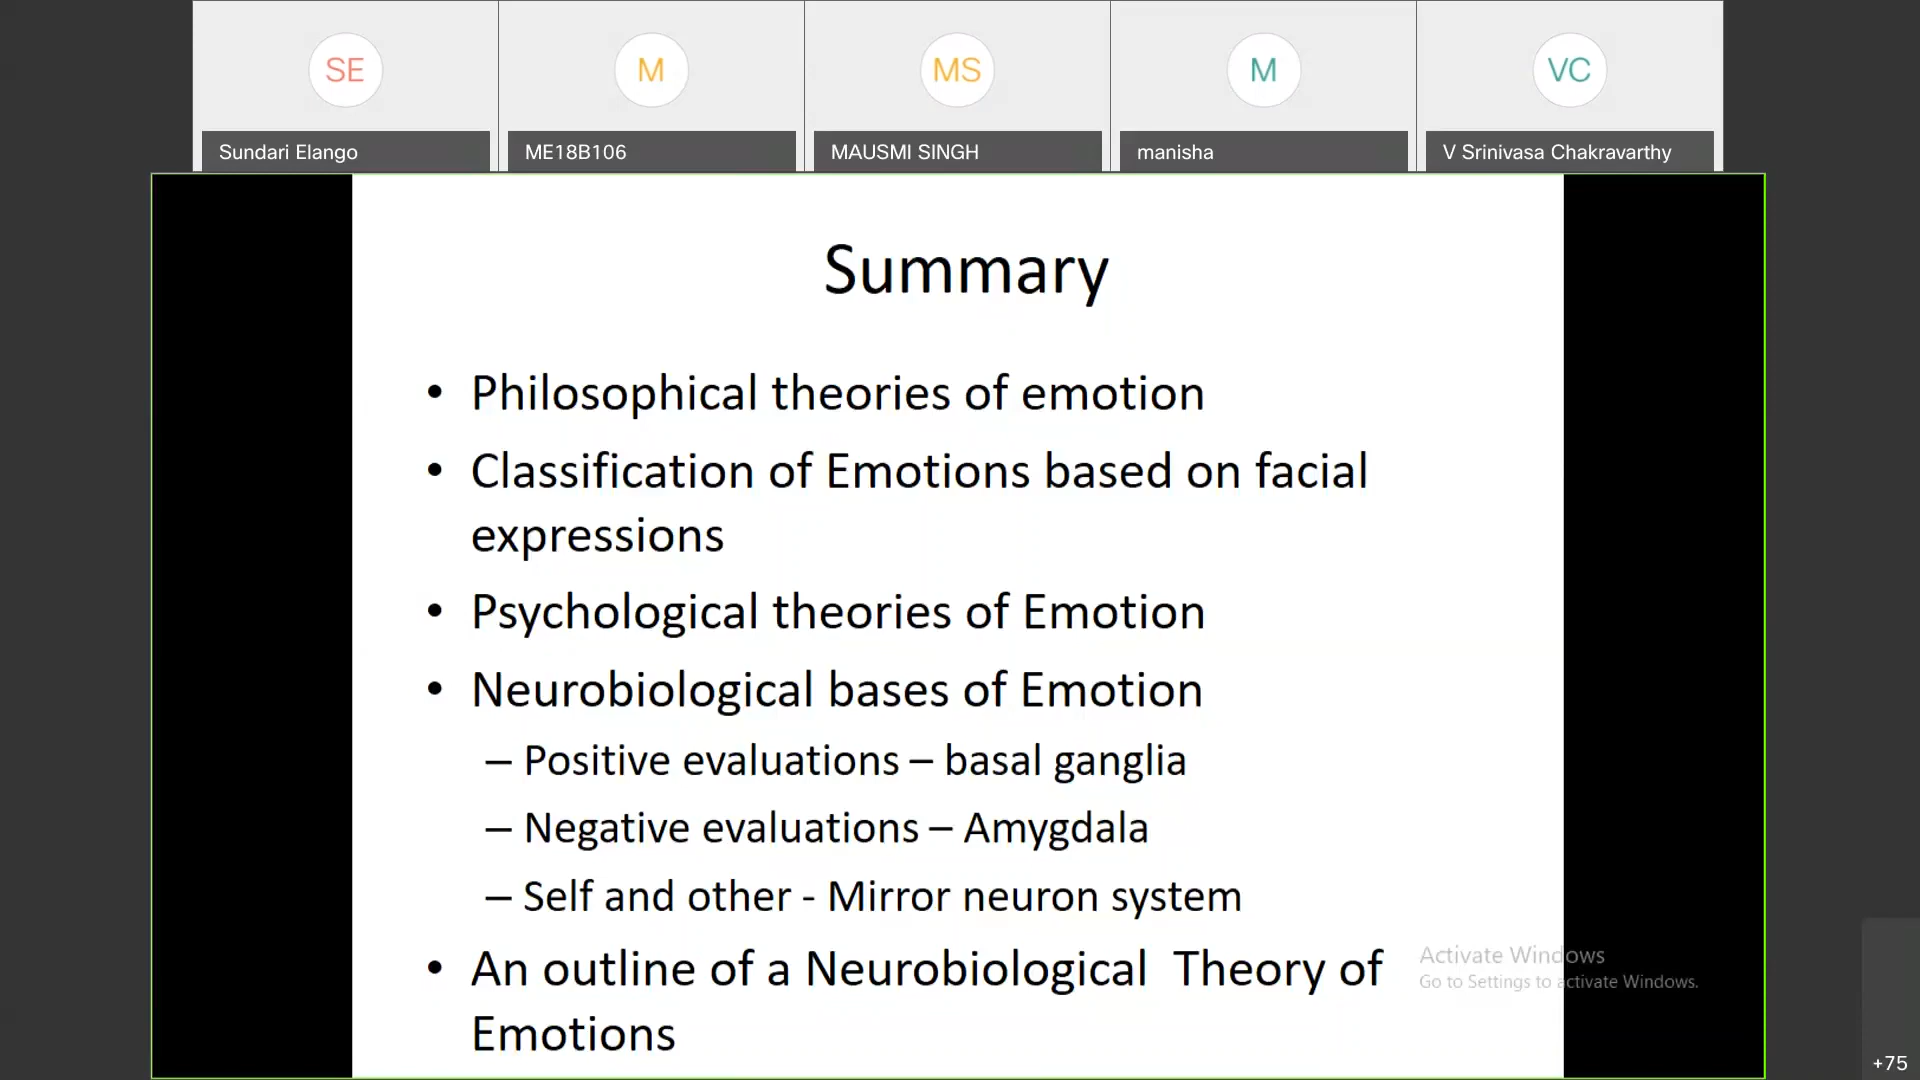 SE
M
MS
M
VC
Sundari Elango
ME18B106
MAUSMI SINGH
manisha
V Srinivasa Chakravarthy
Summary
• Philosophical theories of emotion
• Classification of Emotions based on facial
expressions
• Psychological theories of Emotion
• Neurobiological bases of Emotion
– Positive evaluations – basal ganglia
– Negative evaluations – Amygdala
– Self and other - Mirror neuron system
• An outline of a Neurobiological  Theory of
Emotions
Activate Windows
Go to Settings to activate Windows.
+75